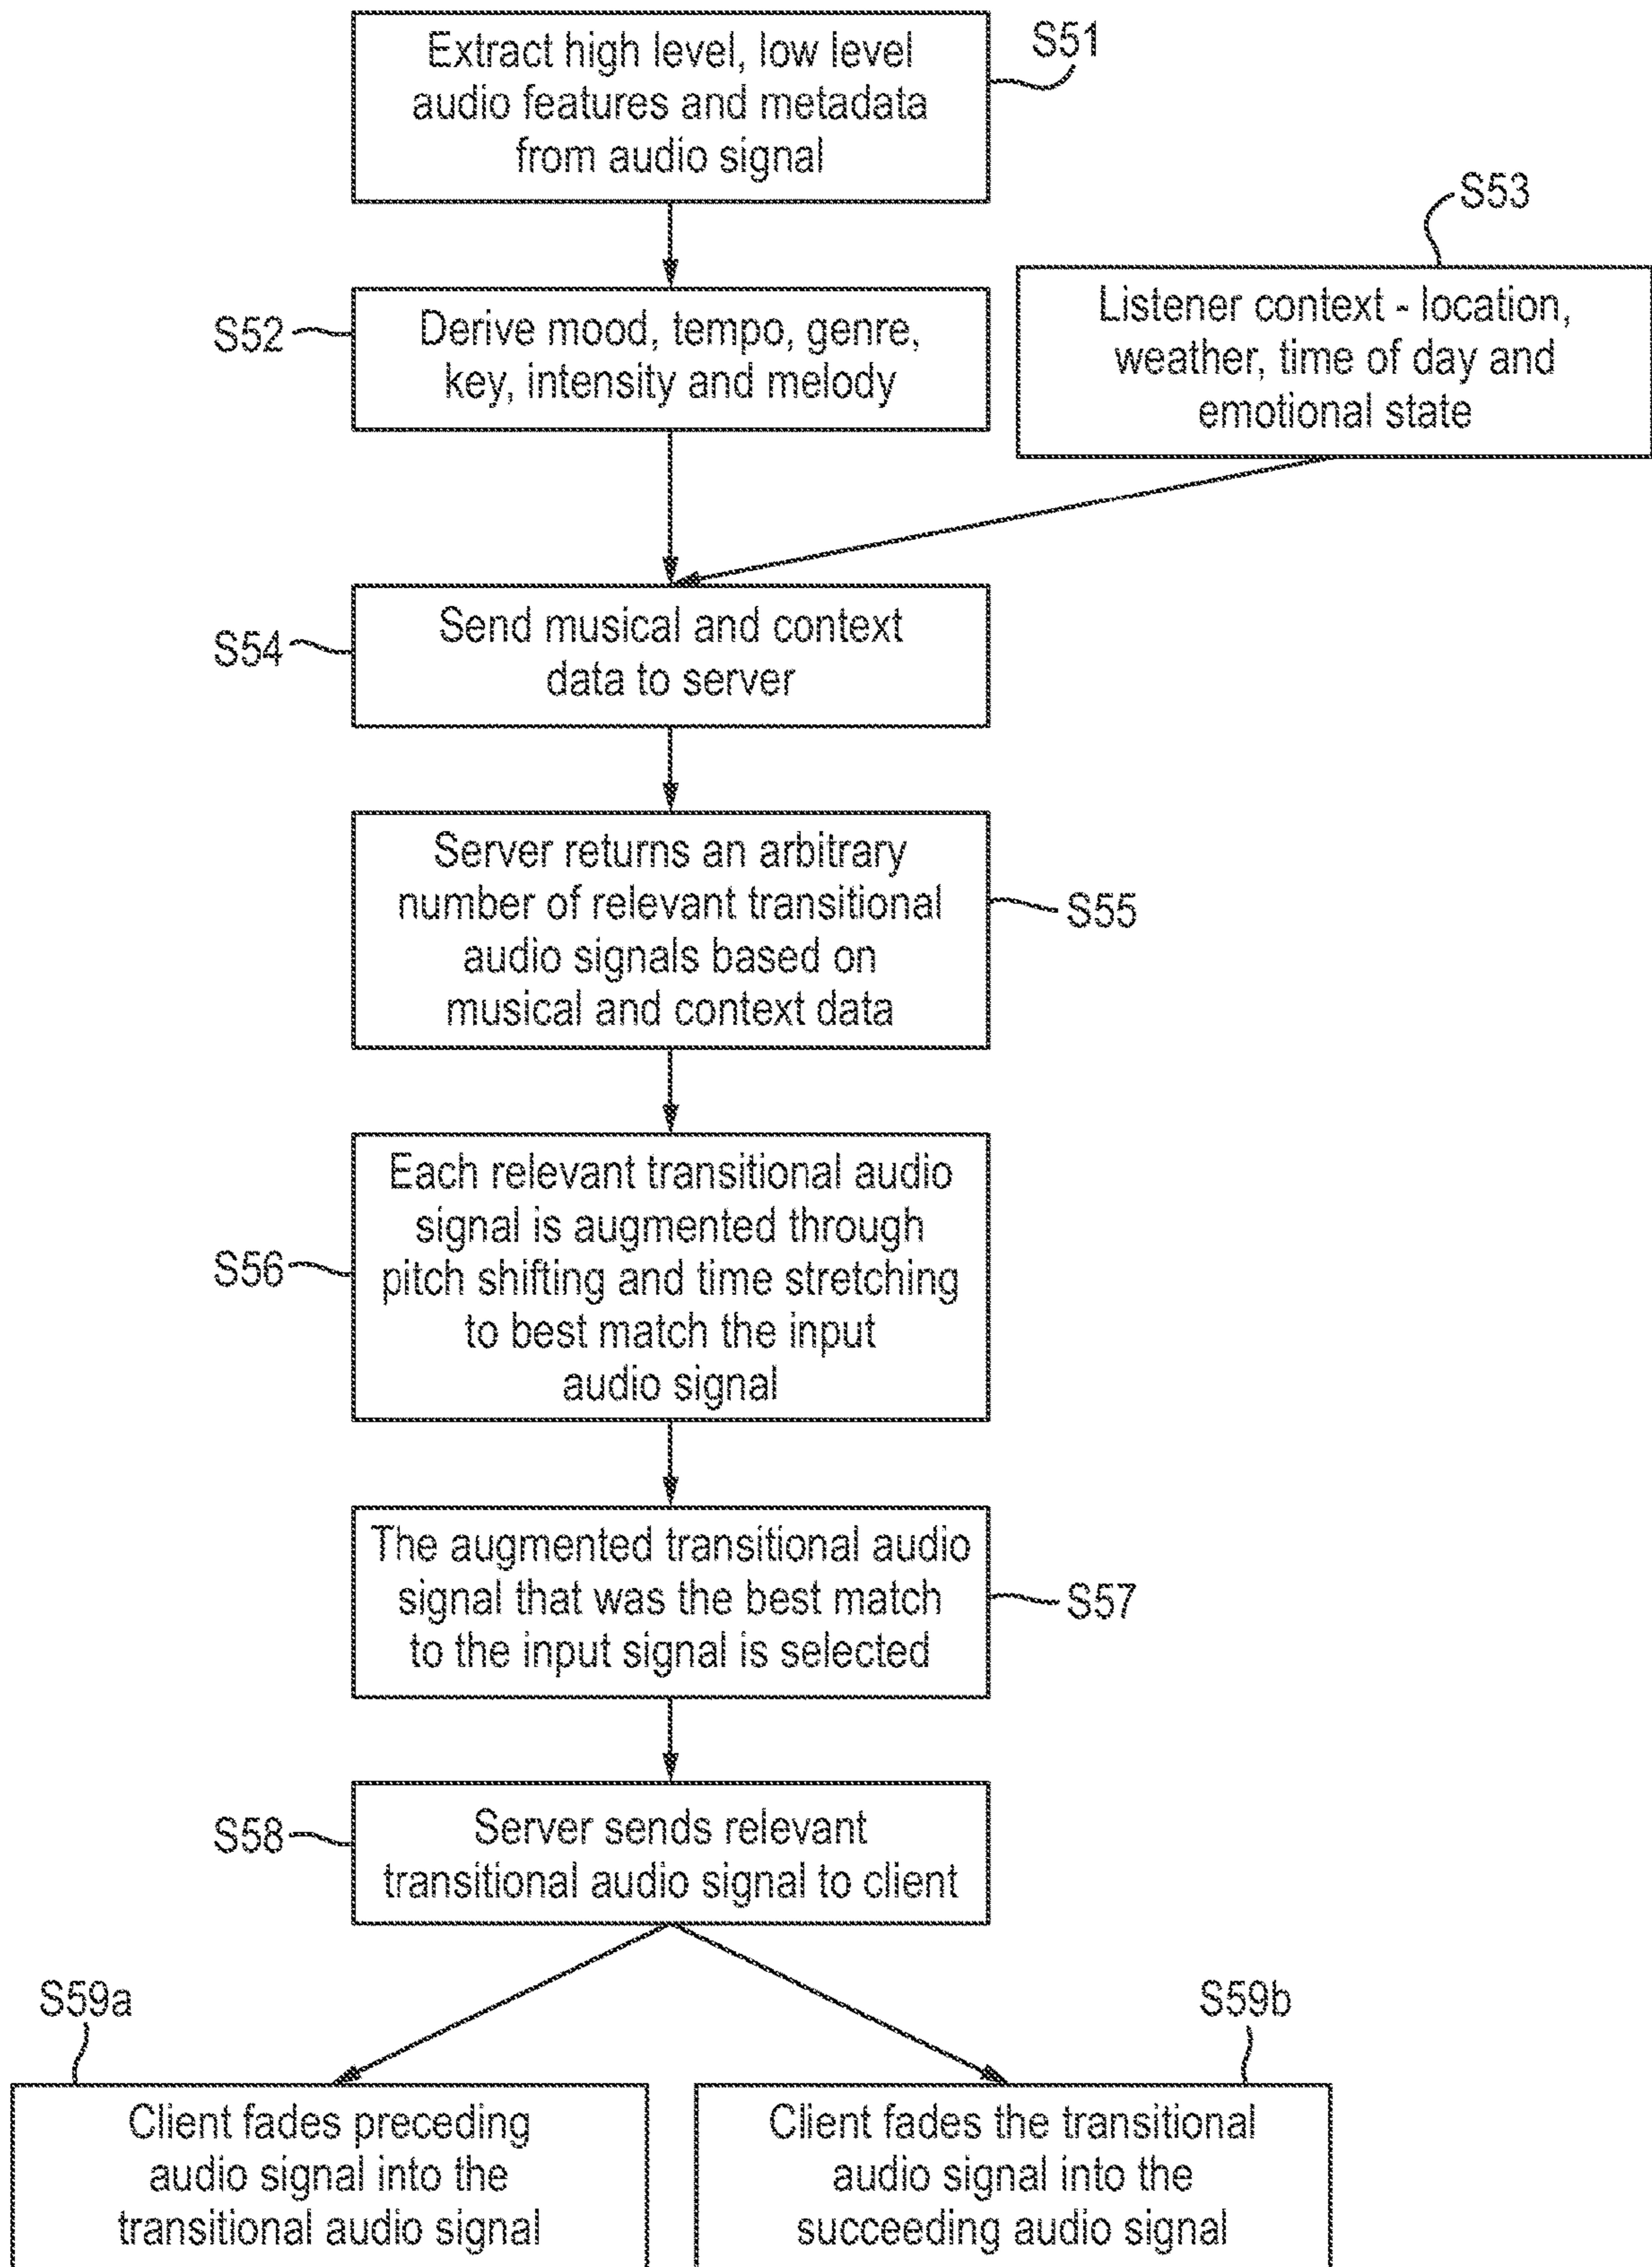 Extract high level, low level
audio features and metadata
from audio signal
S51
S52
Derive mood, tempo, genre,
key, intensity and melody
S53
Listener context - location,
weather, time of day and
emotional state
S54
Send musical and context
data to server
Server returns an arbitrary
number of relevant transitional
audio signals based on
musical and context data
S55
S56
Each relevant transitional audio
signal is augmented through
pitch shifting and time stretching
to best match the input
audio signal
The augmented transitional audio
signal that was the best match
to the input signal is selected
S57
S58
Server sends relevant
transitional audio signal to client
S59a
Client fades preceding
audio signal into the
transitional audio signal
S59b
Client fades the transitional
audio signal into the
succeeding audio signal